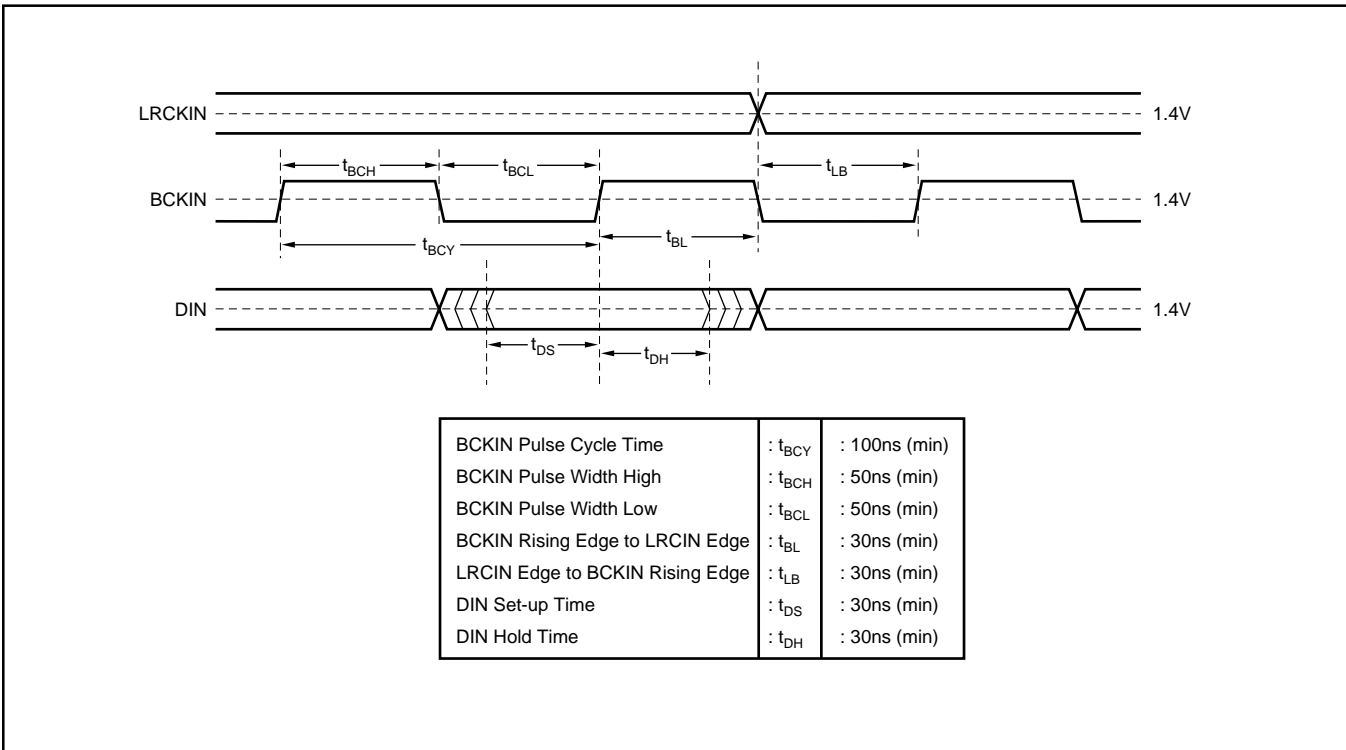 LRCKIN 1.4V
t_BCH t_BCL t_LB
BCKIN 1.4V
t_BCY t_BL
DIN 1.4V
t_DS t_DH
BCKIN Pulse Cycle Time : t_BCY : 100ns (min)
BCKIN Pulse Width High : t_BCH : 50ns (min)
BCKIN Pulse Width Low : t_BCL : 50ns (min)
BCKIN Rising Edge to LRCIN Edge : t_BL : 30ns (min)
LRCIN Edge to BCKIN Rising Edge : t_LB : 30ns (min)
DIN Set-up Time : t_DS : 30ns (min)
DIN Hold Time : t_DH : 30ns (min)